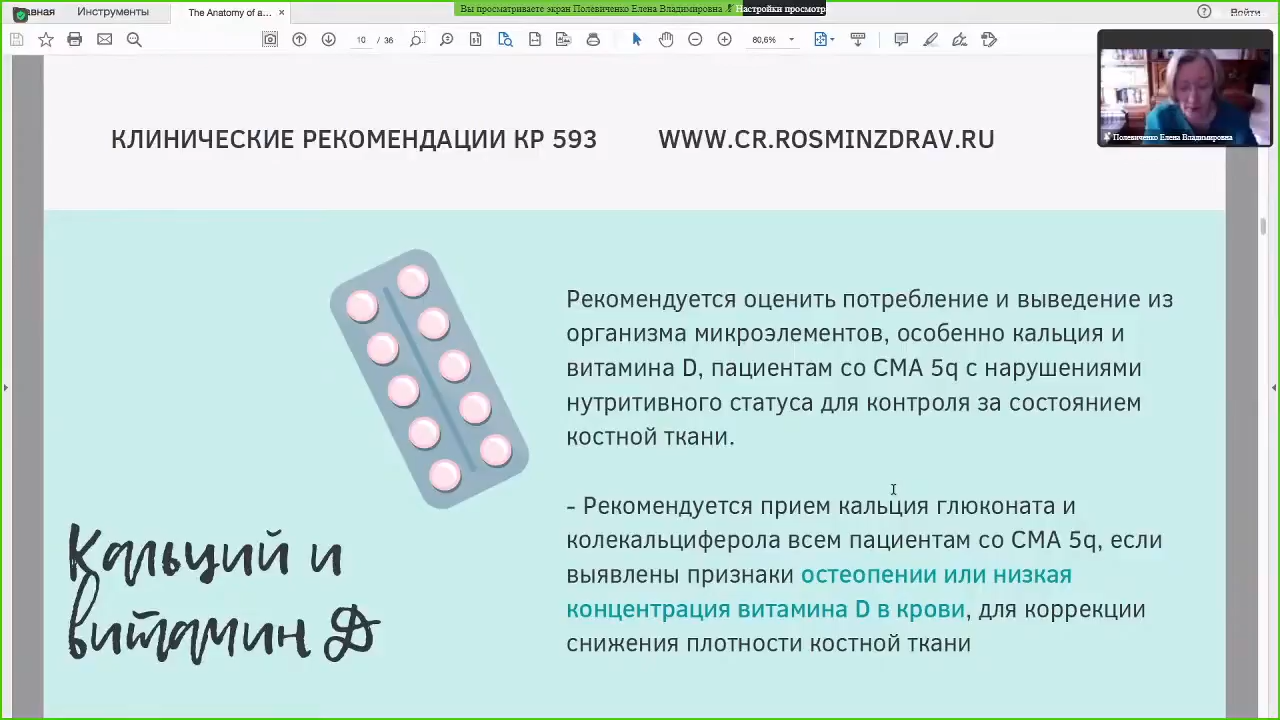 Вы просматриваете экран Полевиченко Елена Владимировна
Настройки просмотр
главная
Инструменты
The Anatomy of a...
×
Войти
10 / 36
80,6%
Полевиченко Елена Владимировна
КЛИНИЧЕСКИЕ РЕКОМЕНДАЦИИ КР 593
WWW.CR.ROSMINZDRAV.RU
Рекомендуется оценить потребление и выведение из
организма микроэлементов, особенно кальция и
витамина D, пациентам со СМА 5q с нарушениями
нутритивного статуса для контроля за состоянием
костной ткани.
- Рекомендуется прием кальция глюконата и
колекальциферола всем пациентам со СМА 5q, если
выявлены признаки остеопении или низкая
концентрация витамина D в крови, для коррекции
снижения плотности костной ткани
Кальций и
витамин D